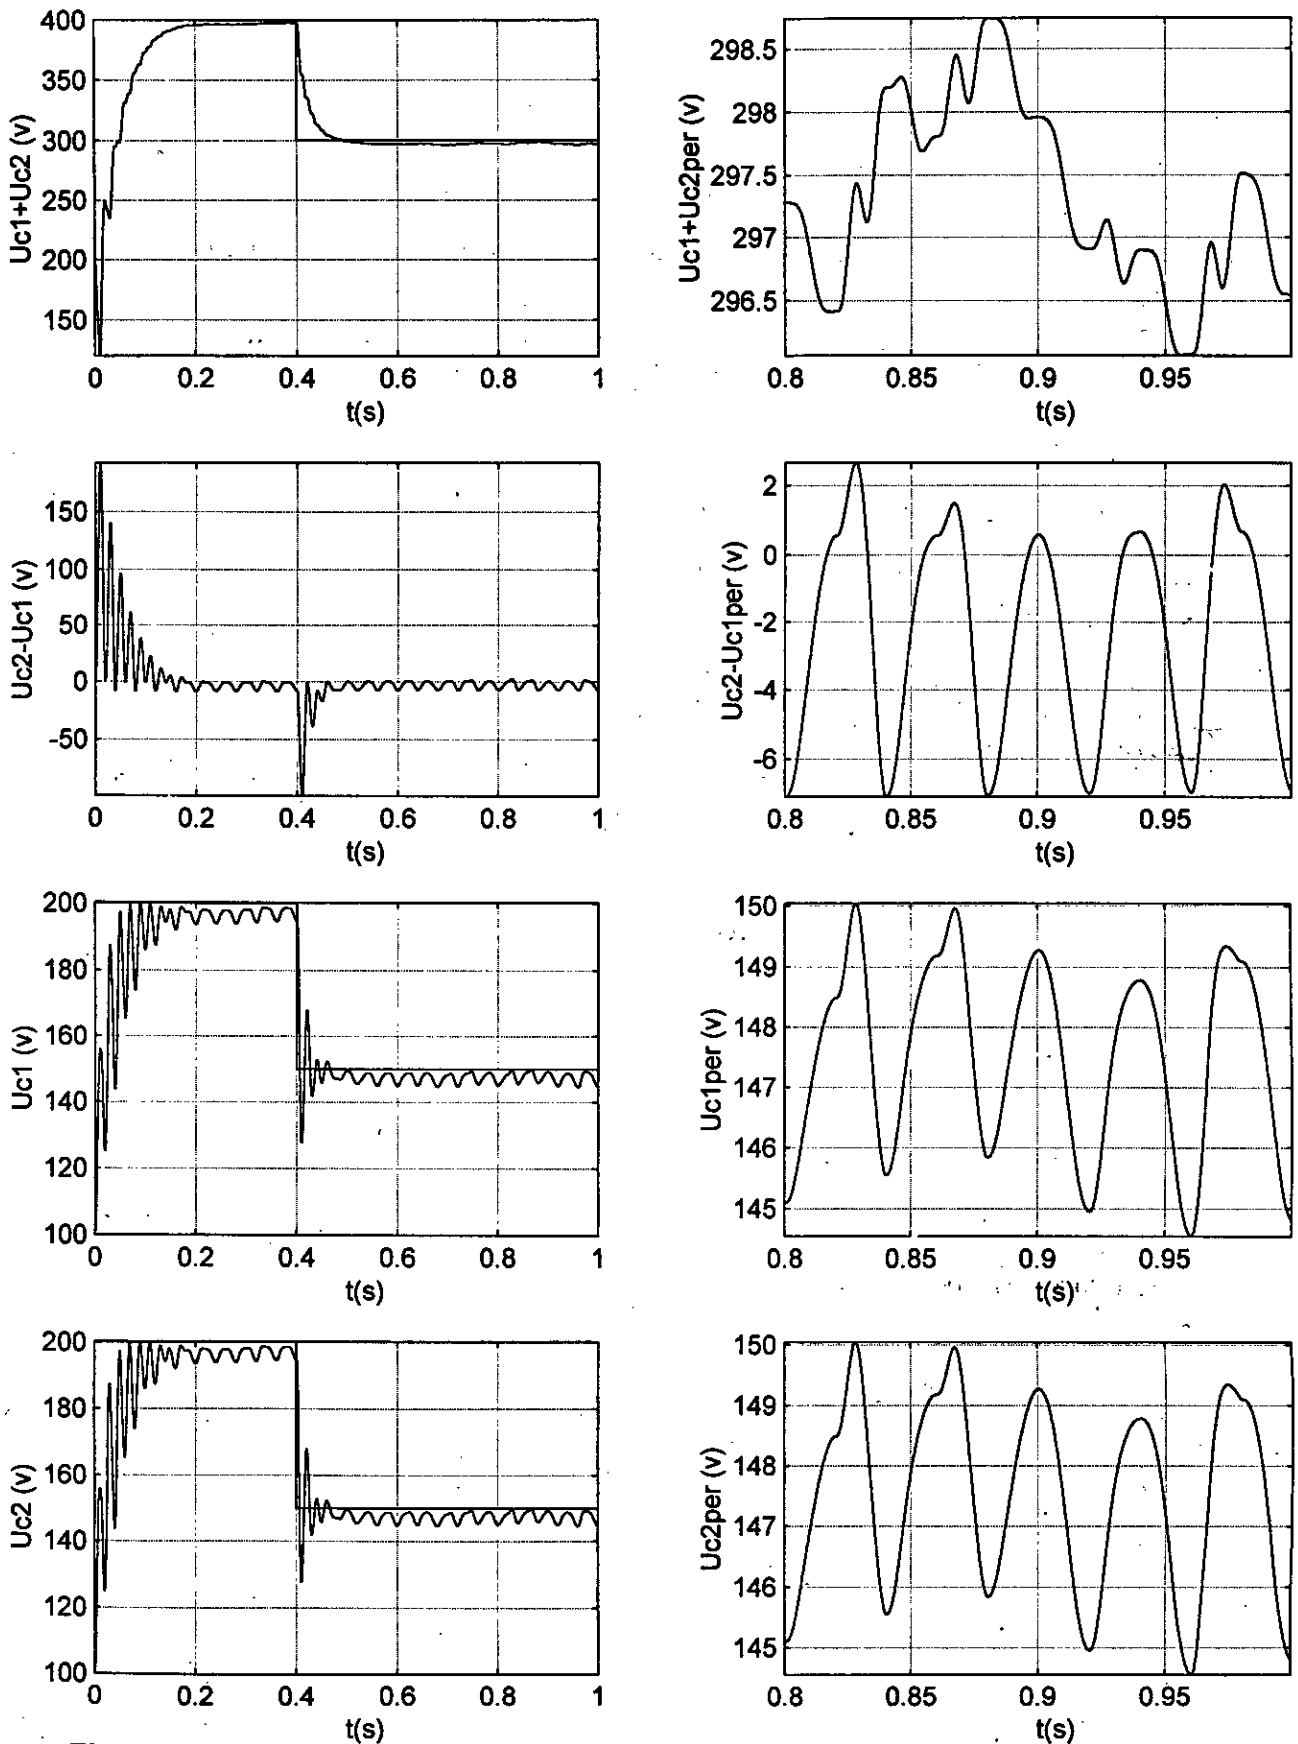 Uc1+Uc2 (v)
400
350
300
250
200
150
0 0.2 0.4 0.6 0.8 1
t(s)
Uc1+Uc2per (v)
298.5
298
297.5
297
296.5
0.8 0.85 0.9 0.95
t(s)
Uc2-Uc1 (v)
150
100
50
0
-50
0 0.2 0.4 0.6 0.8 1
t(s)
Uc2-Uc1per (v)
2
0
-2
-4
-6
0.8 0.85 0.9 0.95
t(s)
Uc1 (v)
200
180
160
140
120
100
0 0.2 0.4 0.6 0.8 1
t(s)
Uc1per (v)
150
149
148
147
146
145
0.8 0.85 0.9 0.95
t(s)
Uc2 (v)
200
180
160
140
120
100
0 0.2 0.4 0.6 0.8 1
t(s)
Uc2per (v)
150
149
148
147
146
145
0.8 0.85 0.9 0.95
t(s)